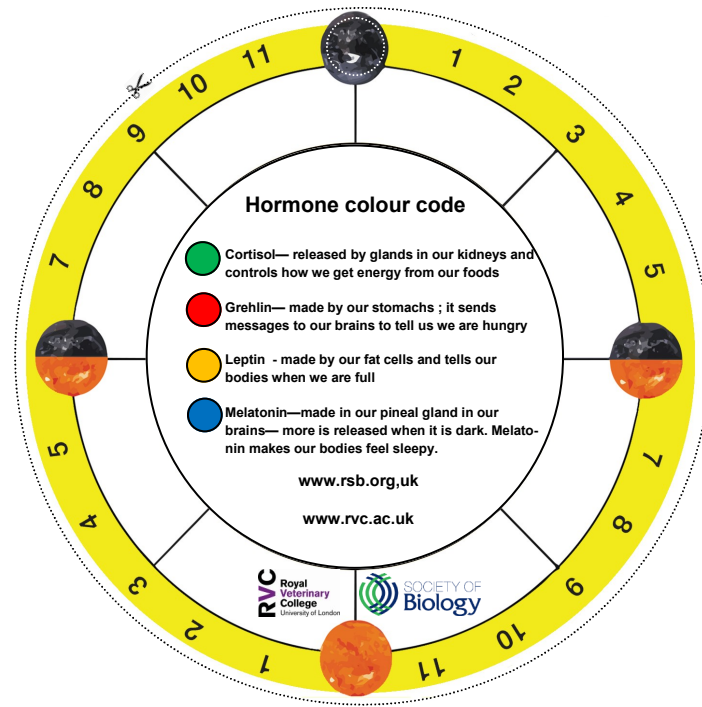 11
1
10
2
9
3
8
4
7
5
Hormone colour code
Cortisol— released by glands in our kidneys and
controls how we get energy from our foods
Grehlin— made by our stomachs ; it sends
messages to our brains to tell us we are hungry
Leptin - made by our fat cells and tells our
bodies when we are full
Melatonin—made in our pineal gland in our
brains— more is released when it is dark. Melato-
nin makes our bodies feel sleepy.
www.rsb.org,uk
www.rvc.ac.uk
5
7
4
8
3
9
2
10
1
11
RVC
Royal
Veterinary
College
University of London
SOCIETY OF
Biology